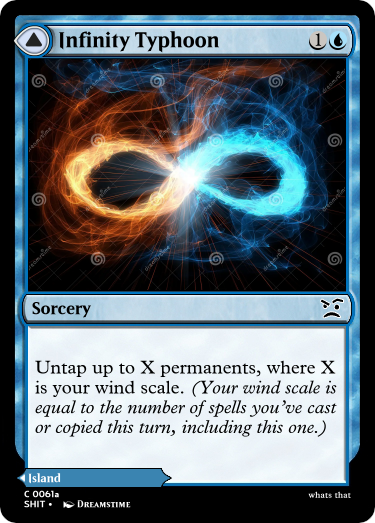 Infinity Typhoon 1
Sorcery
Untap up to X permanents, where X
is your wind scale. (Your wind scale is
equal to the number of spells you've cast
or copied this turn, including this one.)
Island
C 0061a
SHIT • DREAMSTIME
whats that